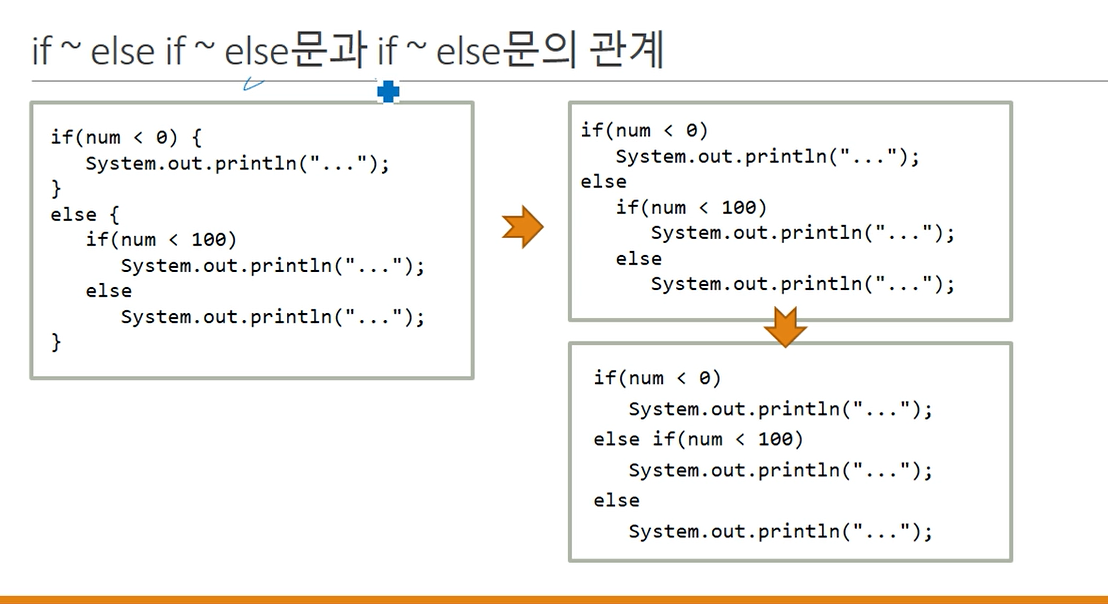 if ~ else if ~ else문과 if ~ else문의 관계
if(num < 0) {
   System.out.println("...");
}
else {
   if(num < 100)
      System.out.println("...");
   else
      System.out.println("...");
}
if(num < 0)
   System.out.println("...");
else
   if(num < 100)
      System.out.println("...");
   else
      System.out.println("...");
if(num < 0)
   System.out.println("...");
else if(num < 100)
   System.out.println("...");
else
   System.out.println("...");